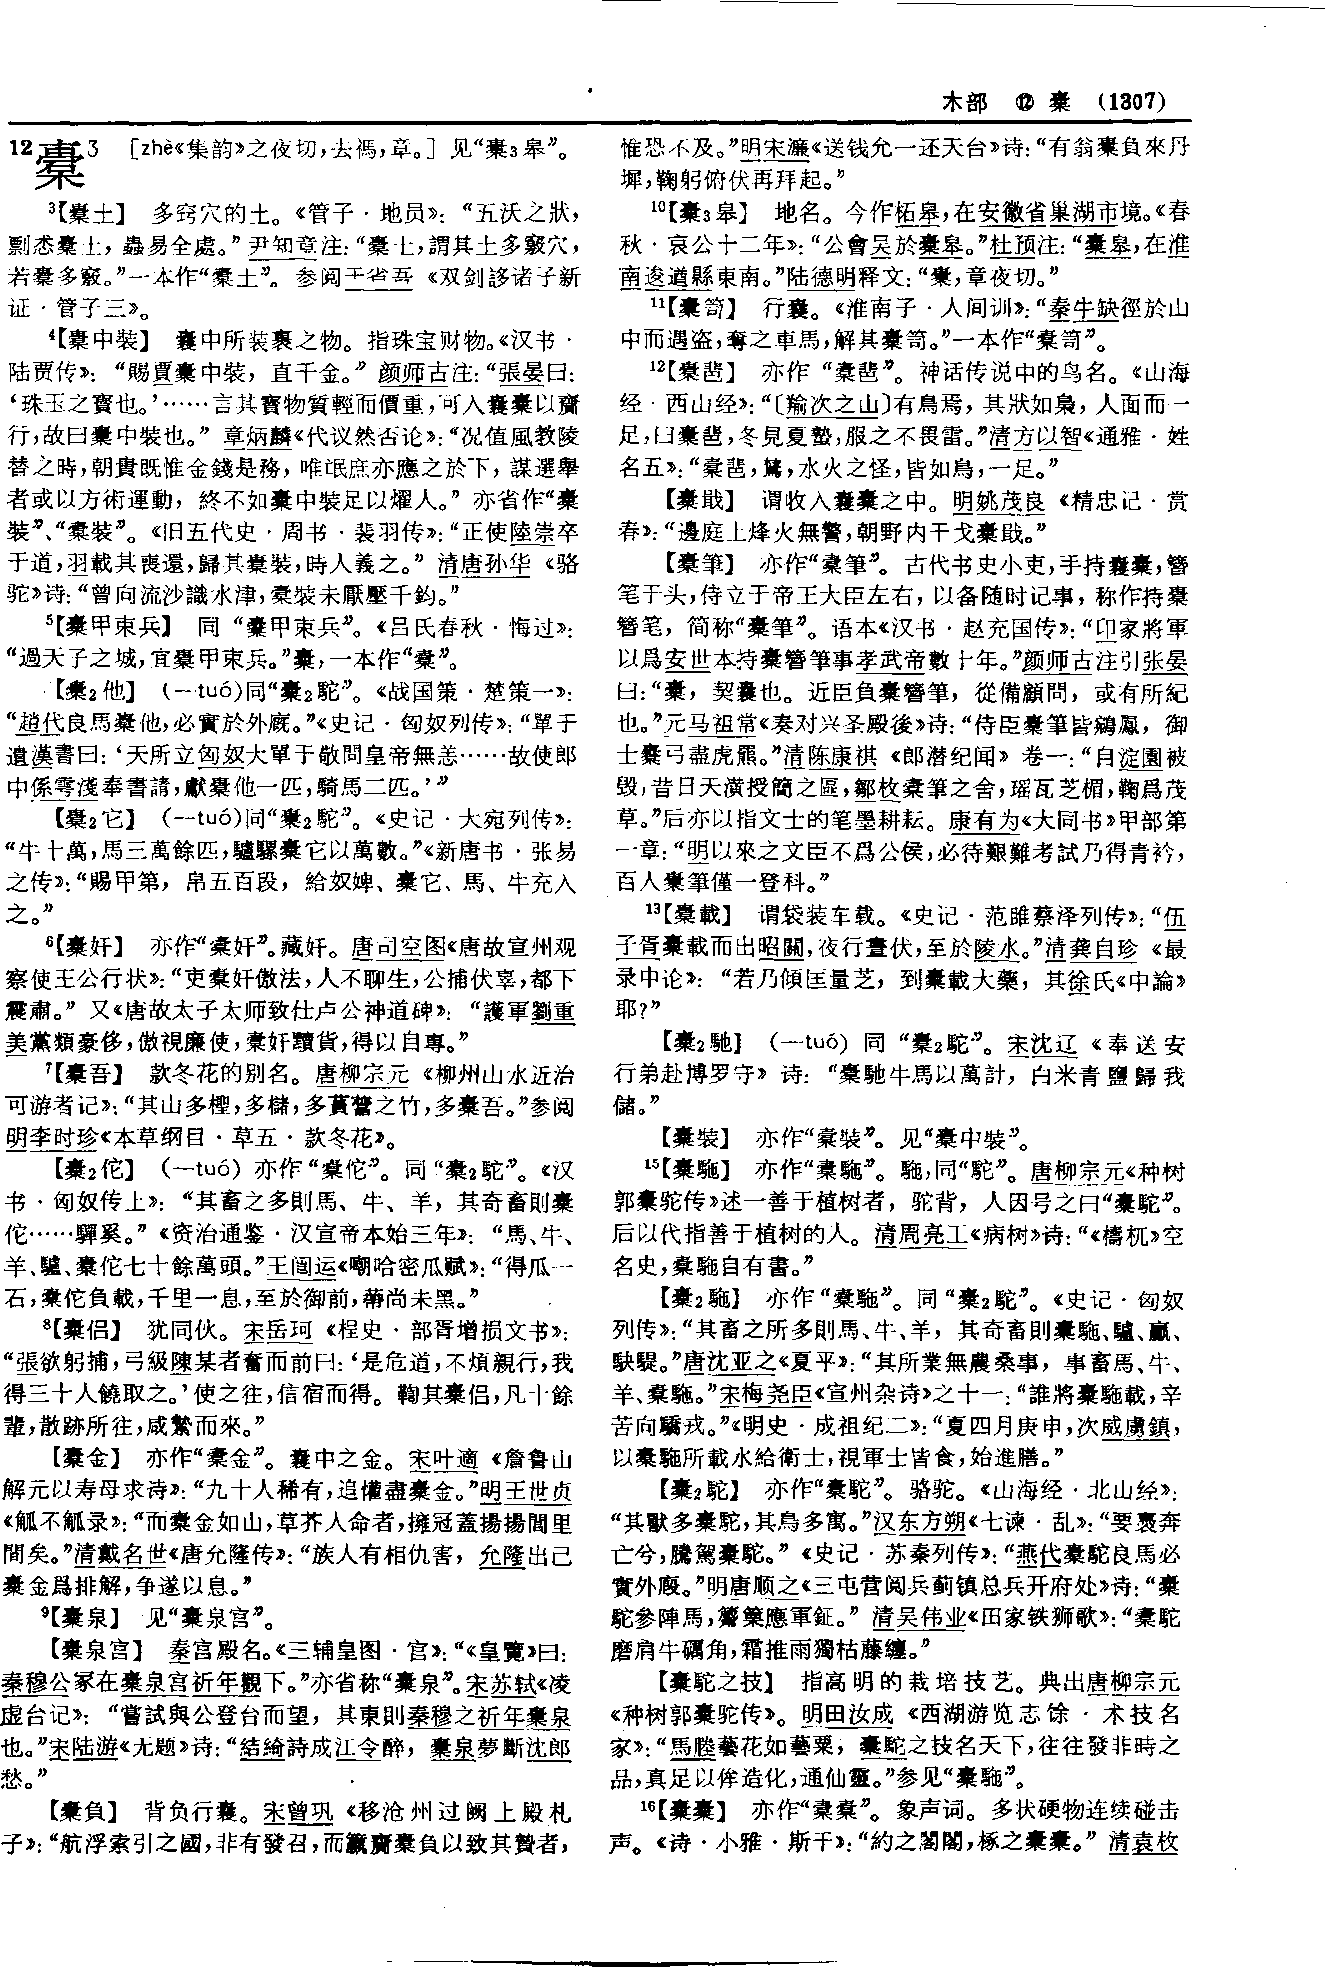 木部 ⑫ 橐 (1307)
12橐3 [zhè《集韵》之夜切,去禡,章。] 见“橐3皋”。
3【橐土】 多窍穴的土。《管子·地员》: “五沃之狀,
剽怸橐土, 蟲易全處。” 尹知章注: “橐土,謂其土多竅穴,
若橐多竅。”一本作“槖土”。 参阅于省吾《双剑誃诸子新
证·管子三》。
4【橐中裝】 囊中所装裹之物。指珠宝财物。《汉书·
陆贾传》: “賜賈橐中裝, 直千金。” 颜师古注: “張晏曰:
‘珠玉之寶也。’……言其寶物質輕而價重,可入囊橐以齎
行,故曰橐中裝也。” 章炳麟《代议然否论》: “况值風教陵
替之時,朝貴既惟金錢是務, 唯氓庶亦應之於下, 謀選舉
者或以方術運動, 終不如橐中裝足以燿人。” 亦省作“橐
裝”、“槖装”。《旧五代史·周书·裴羽传》: “正使陸崇卒
于道,羽載其喪還,歸其橐裝,時人義之。” 清唐孙华《骆
驼》诗: “曾向流沙識水津,橐裝未厭壓千鈞。”
5【橐甲束兵】 同“櫜甲束兵”。《吕氏春秋·悔过》:
“過天子之城,宜橐甲束兵。”橐,一本作“櫜”。
【橐2他】 (—tuó)同“橐2駝”。《战国策·楚策一》:
“趙代良馬橐他,必實於外廐。”《史记·匈奴列传》: “單于
遺漢書曰: ‘天所立匈奴大單于敬問皇帝無恙……故使郎
中係雩淺奉書請,獻橐他一匹,騎馬二匹。’”
【橐2它】 (—tuó)同“橐2駝”。《史记·大宛列传》:
“牛十萬,馬三萬餘匹,驢騾橐它以萬數。”《新唐书·张易
之传》: “賜甲第, 帛五百段, 給奴婢、橐它、馬、牛充入
之。”
6【橐奸】 亦作“槖奸”。藏奸。唐司空图《唐故宣州观
察使王公行状》: “吏橐奸倣法,人不聊生,公捕伏辜,都下
震肅。” 又《唐故太子太师致仕卢公神道碑》: “護軍劉重
美黨類豪侈,傲視廉使,橐奸黷貨,得以自專。”
7【橐吾】 款冬花的别名。唐柳宗元《柳州山水近治
可游者记》: “其山多檉,多櫧,多篔簹之竹,多橐吾。”参阅
明李时珍《本草纲目·草五·款冬花》。
【橐2佗】 (—tuó) 亦作“槖佗”。同“橐2駝”。《汉
书·匈奴传上》: “其畜之多則馬、牛、羊, 其奇畜則橐
佗……驒奚。”《资治通鉴·汉宣帝本始三年》: “馬、牛、
羊、驢、橐佗七十餘萬頭。”王闿运《嘲哈密瓜赋》: “得瓜一
石,橐佗負載,千里一息,至於御前,蒂尚未黑。”
8【橐侣】 犹同伙。宋岳珂《桯史·部胥增损文书》:
“張欲躬捕,弓級陳某者奮而前曰: ‘是危道,不煩親行,我
得三十人饒取之。’使之往,信宿而得。鞫其橐侶,凡十餘
輩,散跡所往,咸縶而來。”
【橐金】 亦作“槖金”。囊中之金。宋叶適《詹鲁山
解元以寿母求诗》: “九十人稀有,追懽盡橐金。”明王世贞
《觚不觚录》: “而橐金如山,草芥人命者,擁冠蓋揚揚閭里
間矣。”清戴名世《唐允隆传》: “族人有相仇害, 允隆出己
橐金爲排解,争遂以息。”
9【橐泉】 见“橐泉宫”。
【橐泉宫】 秦宫殿名。《三辅皇图·宫》: “《皇覽》曰:
秦穆公冢在橐泉宮祈年觀下。”亦省称“橐泉”。宋苏轼《凌
虚台记》: “嘗試與公登台而望, 其東則秦穆之祈年橐泉
也。”宋陆游《无题》诗: “結綺詩成江令醉, 橐泉夢斷沈郎
愁。”
【橐負】 背负行囊。宋曾巩《移沧州过阙上殿札
子》: “航浮索引之國,非有發召,而籯齎橐負以致其贄者,
惟恐不及。”明宋濂《送钱允一还天台》诗: “有翁橐負來丹
墀,鞠躬俯伏再拜起。”
10【橐3皋】 地名。今作柘皋,在安徽省巢湖市境。《春
秋·哀公十二年》: “公會吴於橐皋。”杜预注: “橐皋,在淮
南逡遒縣東南。”陆德明释文: “橐,章夜切。”
11【橐笥】 行囊。《淮南子·人间训》: “秦牛缺徑於山
中而遇盗,奪之車馬,解其橐笥。”一本作“槖笥”。
12【橐𩇯】 亦作“槖𩇯”。神话传说中的鸟名。《山海
经·西山经》: “〔羭次之山〕有鳥焉,其狀如梟,人面而一
足,曰橐𩇯,冬見夏蟄,服之不畏雷。”清方以智《通雅·姓
名五》: “橐𩇯,鵹,水火之怪,皆如鳥,一足。”
【橐戢】 谓收入囊橐之中。明姚茂良《精忠记·赏
春》: “邊庭上烽火無警,朝野内干戈橐戢。”
【橐筆】 亦作“槖筆”。古代书史小吏,手持囊橐,簪
笔于头,侍立于帝王大臣左右,以备随时记事,称作持橐
簪笔,简称“橐筆”。语本《汉书·赵充国传》: “卬家將軍
以爲安世本持橐簪筆事孝武帝數十年。”颜师古注引张晏
曰: “橐, 契囊也。近臣負橐簪筆, 從備顧問, 或有所紀
也。”元马祖常《奏对兴圣殿後》诗: “侍臣橐筆皆鵷鳳, 御
士櫜弓盡虎羆。”清陈康祺《郎潜纪闻》卷一: “自淀園被
毁,昔日天潢授簡之區,鄒枚橐筆之舍,瑶瓦芝楣,鞠爲茂
草。”后亦以指文士的笔墨耕耘。康有为《大同书》甲部第
一章: “明以來之文臣不爲公侯,必待艱難考試乃得青衿,
百人橐筆僅一登科。”
13【橐載】 谓袋装车载。《史记·范雎蔡泽列传》: “伍
子胥橐載而出昭關,夜行晝伏,至於陵水。”清龚自珍《最
录中论》: “若乃傾匡量芝, 到橐載大藥, 其徐氏《中論》
耶?”
【橐2馳】 (—tuó) 同“橐2駝”。宋沈辽《奉送安
行弟赴博罗守》诗: “橐馳牛馬以萬計, 白米青鹽歸我
儲。”
【橐裝】 亦作“槖裝”。见“橐中裝”。
15【橐駞】 亦作“槖駞”。駞,同“駝”。唐柳宗元《种树
郭橐驼传》述一善于植树者, 驼背, 人因号之曰“橐駝”。
后以代指善于植树的人。清周亮工《病树》诗: “《檮杌》空
名史,橐駞自有書。”
【橐2駞】 亦作“槖駞”。同“橐2駝”。《史记·匈奴
列传》: “其畜之所多則馬、牛、羊, 其奇畜則橐駞、驢、驘、
駃騠。”唐沈亚之《夏平》: “其所業無農桑事, 事畜馬、牛、
羊、橐駞。”宋梅尧臣《宣州杂诗》之十一: “誰將橐駞載,辛
苦向驕戎。”《明史·成祖纪二》: “夏四月庚申,次威虜鎮,
以橐駞所載水給衛士,視軍士皆食,始進膳。”
【橐2駝】 亦作“槖駝”。骆驼。《山海经·北山经》:
“其獸多橐駝,其鳥多寓。”汉东方朔《七谏·乱》: “要裊奔
亡兮,騰駕橐駝。”《史记·苏秦列传》: “燕代橐駝良馬必
實外廐。”明唐顺之《三屯营阅兵蓟镇总兵开府处》诗: “橐
駝參陣馬,觱篥應軍鉦。” 清吴伟业《田家铁狮歌》: “橐駝
磨肩牛礪角,霜推雨獨枯藤纏。”
【橐駝之技】 指高明的栽培技艺。典出唐柳宗元
《种树郭橐驼传》。明田汝成《西湖游览志馀·术技名
家》: “馬塍藝花如藝粟, 橐駝之技名天下,往往發非時之
品,真足以侔造化,通仙靈。”参见“橐駞”。
16【橐橐】 亦作“槖槖”。象声词。多状硬物连续碰击
声。《诗·小雅·斯干》: “約之閣閣,椓之橐橐。” 清袁枚